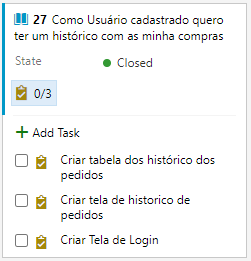 27 Como Usuário cadastrado quero
ter um histórico com as minha compras
State Closed
0/3
+ Add Task
Criar tabela dos histórico dos
pedidos
Criar tela de historico de
pedidos
Criar Tela de Login